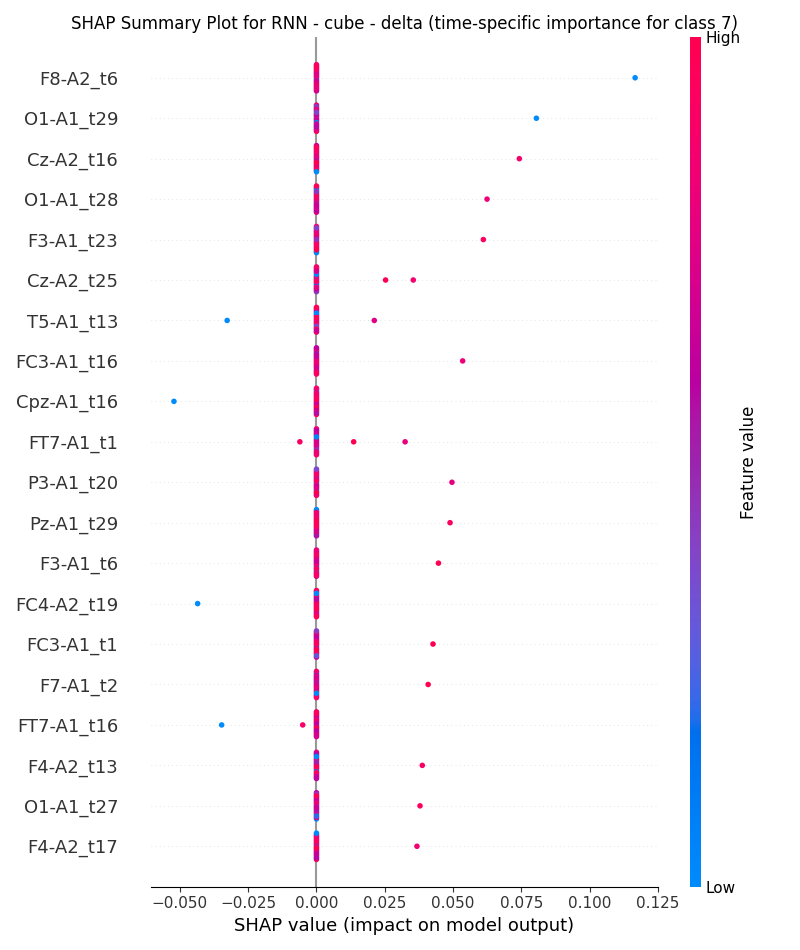 SHAP Summary Plot for RNN - cube - delta (time-specific importance for class 7)
High
F8-A2_t6
O1-A1_t29
Cz-A2_t16
O1-A1_t28
F3-A1_t23
Cz-A2_t25
T5-A1_t13
FC3-A1_t16
Cpz-A1_t16
FT7-A1_t1
P3-A1_t20
Pz-A1_t29
F3-A1_t6
FC4-A2_t19
FC3-A1_t1
F7-A1_t2
FT7-A1_t16
F4-A2_t13
O1-A1_t27
F4-A2_t17
Feature value
Low
−0.050 −0.025 0.000 0.025 0.050 0.075 0.100 0.125
SHAP value (impact on model output)